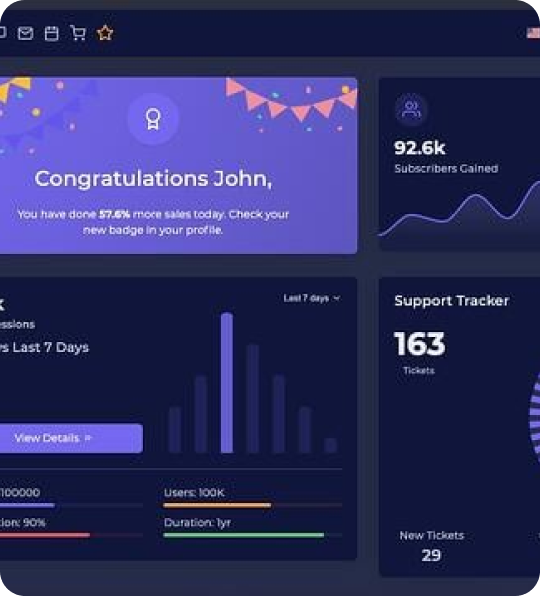 Congratulations John,
You have done 57.6% more sales today. Check your
new badge in your profile.
92.6k
Subscribers Gained
k
ssions
Last 7 days
s Last 7 Days
View Details »
100000
Users: 100K
ion: 90%
Duration: 1yr
Support Tracker
163
Tickets
New Tickets
29